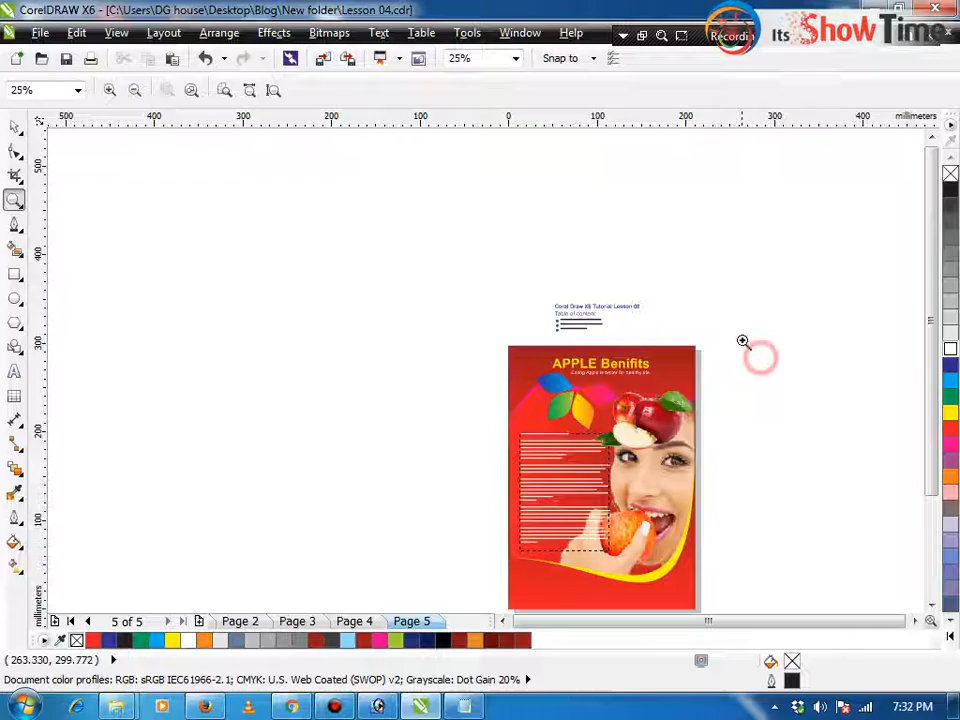 CorelDRAW X6 - [C:\Users\DG house\Desktop\Blog\New folder\Lesson 04.cdr]
File Edit View Layout Arrange Effects Bitmaps Text Table Tools Window Help
Recordin
Its ShowTime
25% Snap to
25%
500 400 300 200 100 0 100 200 300 400 millimeters
500
400
300
200
100
millimeters
Corel Draw X6 Tutorial Lesson
Table of content
APPLE Benifits
5 of 5 Page 2 Page 3 Page 4 Page 5
(263.330, 299.772)
Document color profiles: RGB: sRGB IEC61966-2.1; CMYK: U.S. Web Coated (SWOP) v2; Grayscale: Dot Gain 20%
7:32 PM